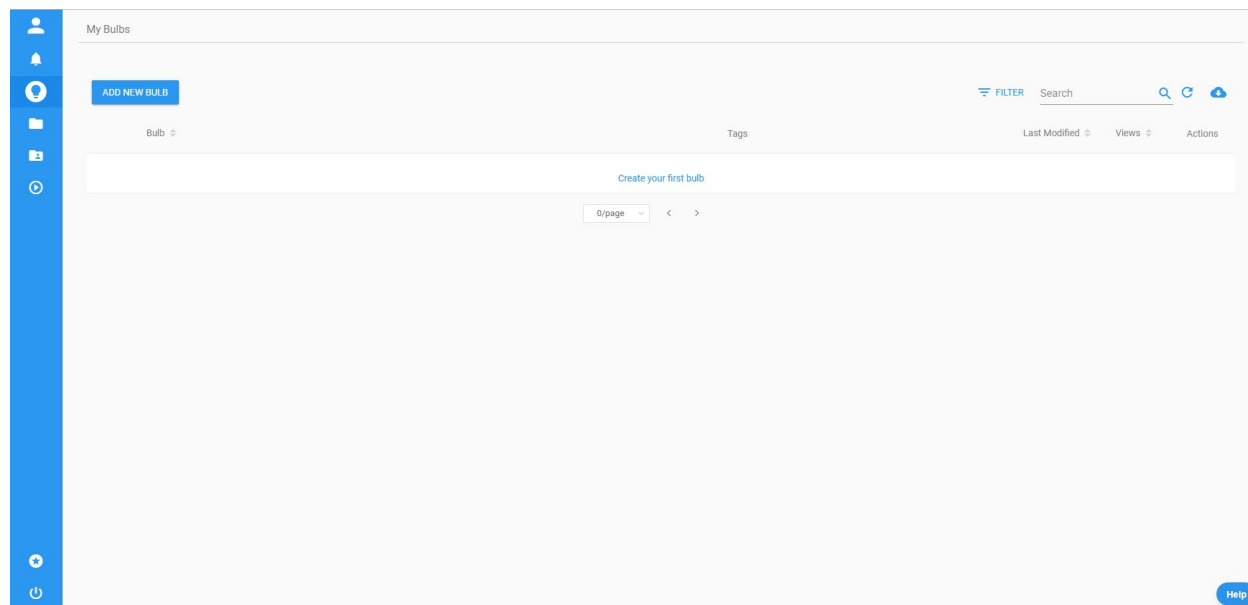 My Bulbs
ADD NEW BULB
FILTER Search
Bulb Tags Last Modified Views Actions
Create your first bulb
0/page
Help